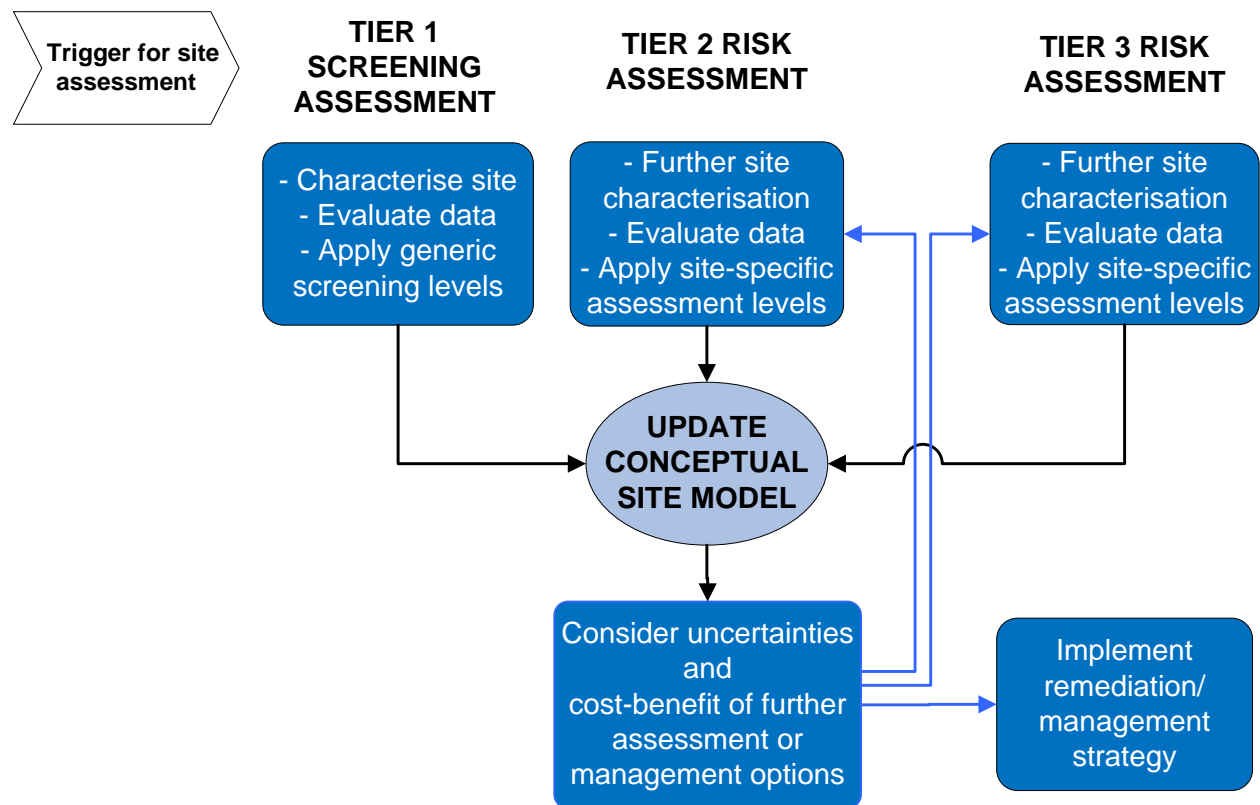 Trigger for site
assessment
TIER 1
SCREENING
ASSESSMENT
TIER 2 RISK
ASSESSMENT
TIER 3 RISK
ASSESSMENT
- Characterise site
- Evaluate data
- Apply generic
screening levels
- Further site
characterisation
- Evaluate data
- Apply site-specific
assessment levels
- Further site
characterisation
- Evaluate data
- Apply site-specific
assessment levels
UPDATE
CONCEPTUAL
SITE MODEL
Consider uncertainties
and
cost-benefit of further
assessment or
management options
Implement
remediation/
management
strategy